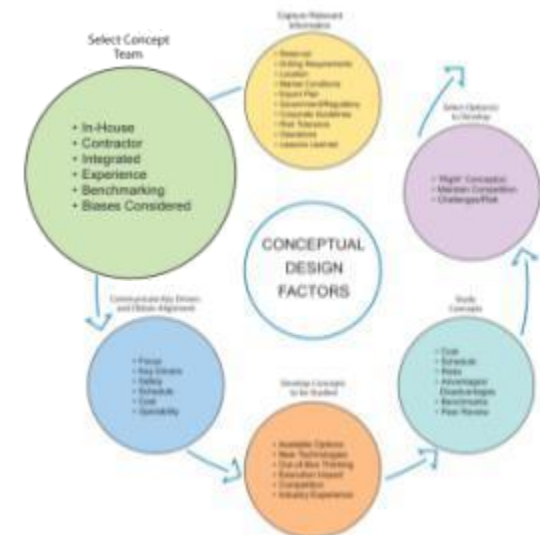 Capture Relevant
Information
Select Concept
Team
• Reservoir
• Drilling Requirements
• Location
• Market Conditions
• Export Plan
• Government/Regulatory
• Corporate Guidelines
• Risk Tolerance
• Operations
• Lessons Learned
• In-House
• Contractor
• Integrated
• Experience
• Benchmarking
• Biases Considered
Select Option(s)
to Develop
• "Right" Concept(s)
• Maintain Competition
• Challenges/Risk
CONCEPTUAL
DESIGN
FACTORS
Communicate Key Drivers
and Obtain Alignment
• Focus
• Key Drivers
• Safety
• Schedule
• Cost
• Operability
Study
Concepts
• Cost
• Schedule
• Risks
• Advantages/
Disadvantages
• Benchmarks
• Peer Review
Develop Concepts
to be Studied
• Available Options
• New Technologies
• Out-of-Box Thinking
• Execution Impact
• Competitors
• Industry Experience